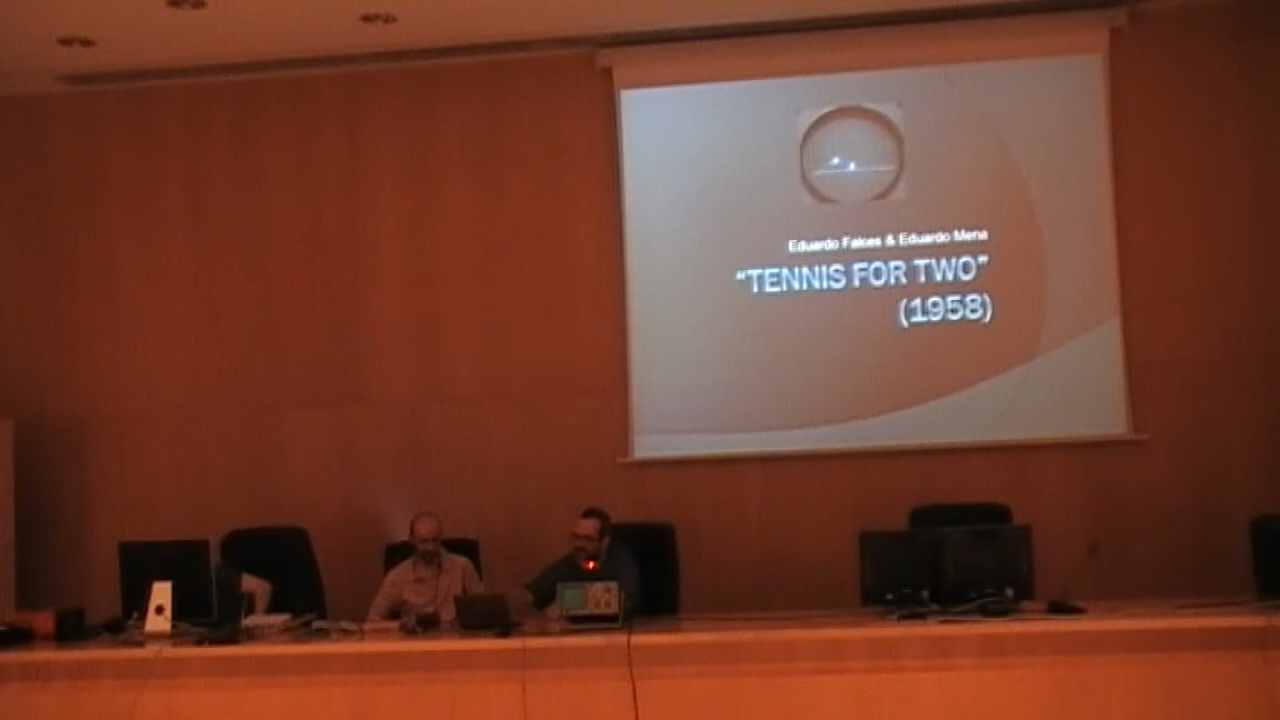 Eduardo Falces & Eduardo Mena
“TENNIS FOR TWO”
(1958)